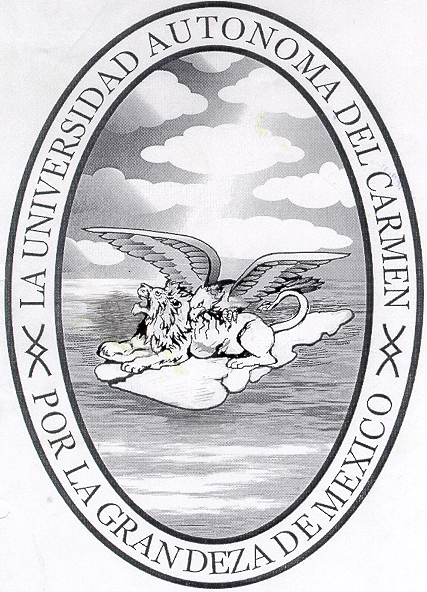 LA UNIVERSIDAD AUTONOMA DEL CARMEN
POR LA GRANDEZA DE MEXICO